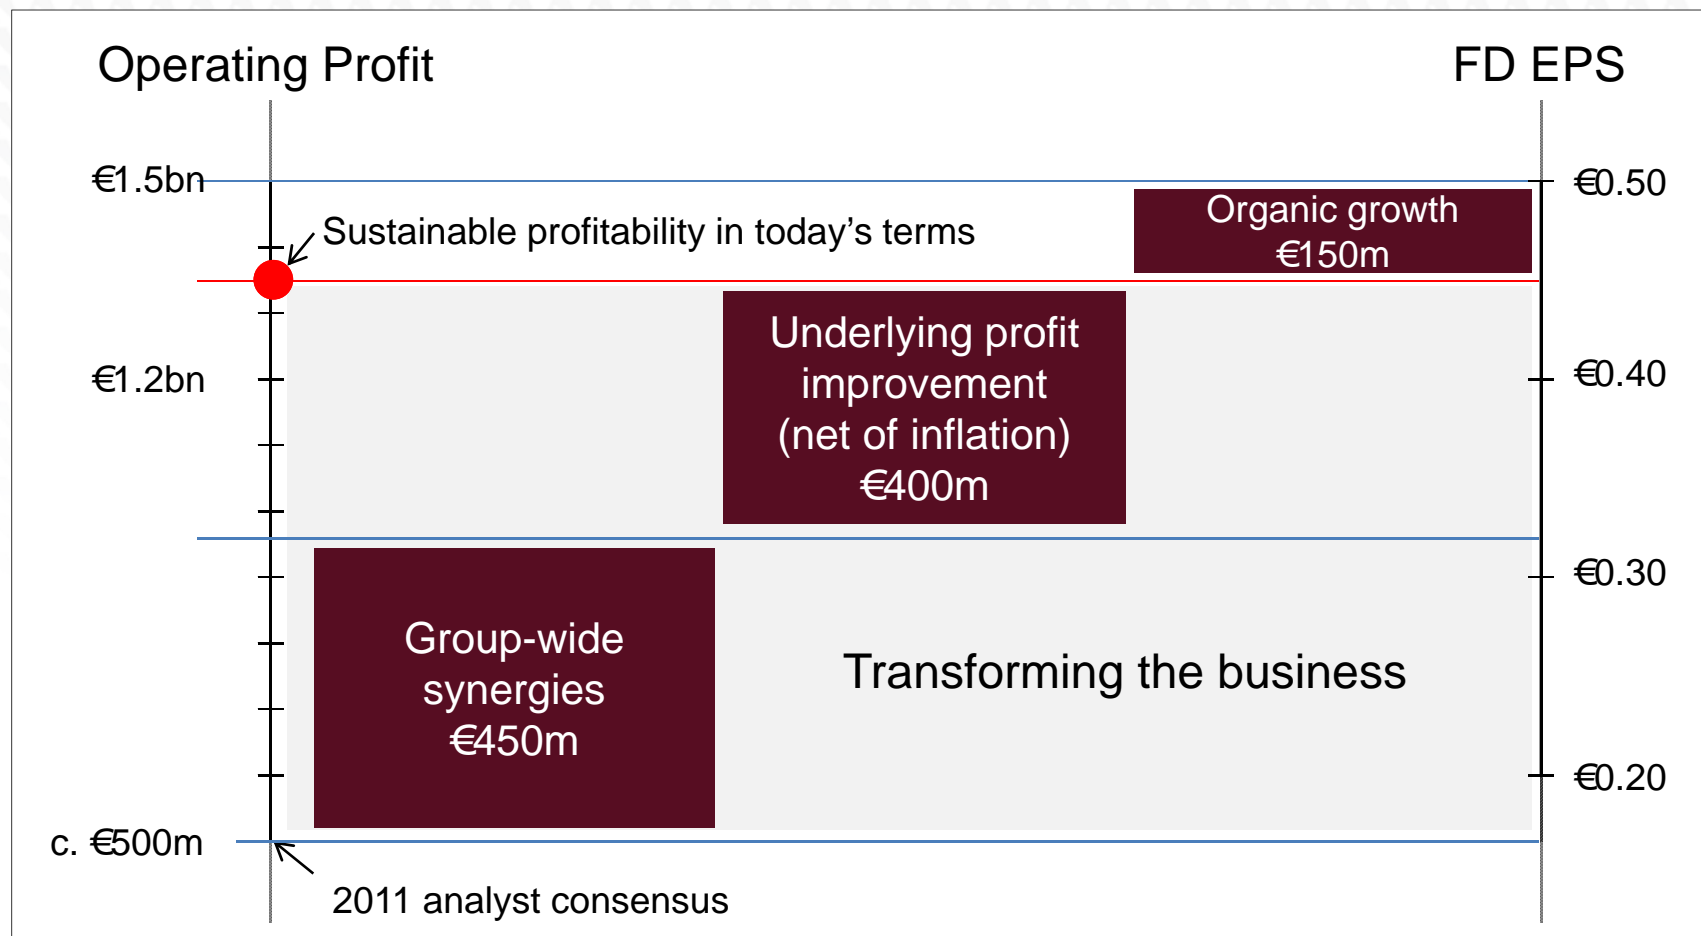 Operating Profit
FD EPS
€1.5bn
€0.50
Organic growth
€150m
Sustainable profitability in today's terms
Underlying profit
improvement
(net of inflation)
€400m
€1.2bn
€0.40
€0.30
Group-wide
synergies
€450m
Transforming the business
€0.20
c. €500m
2011 analyst consensus